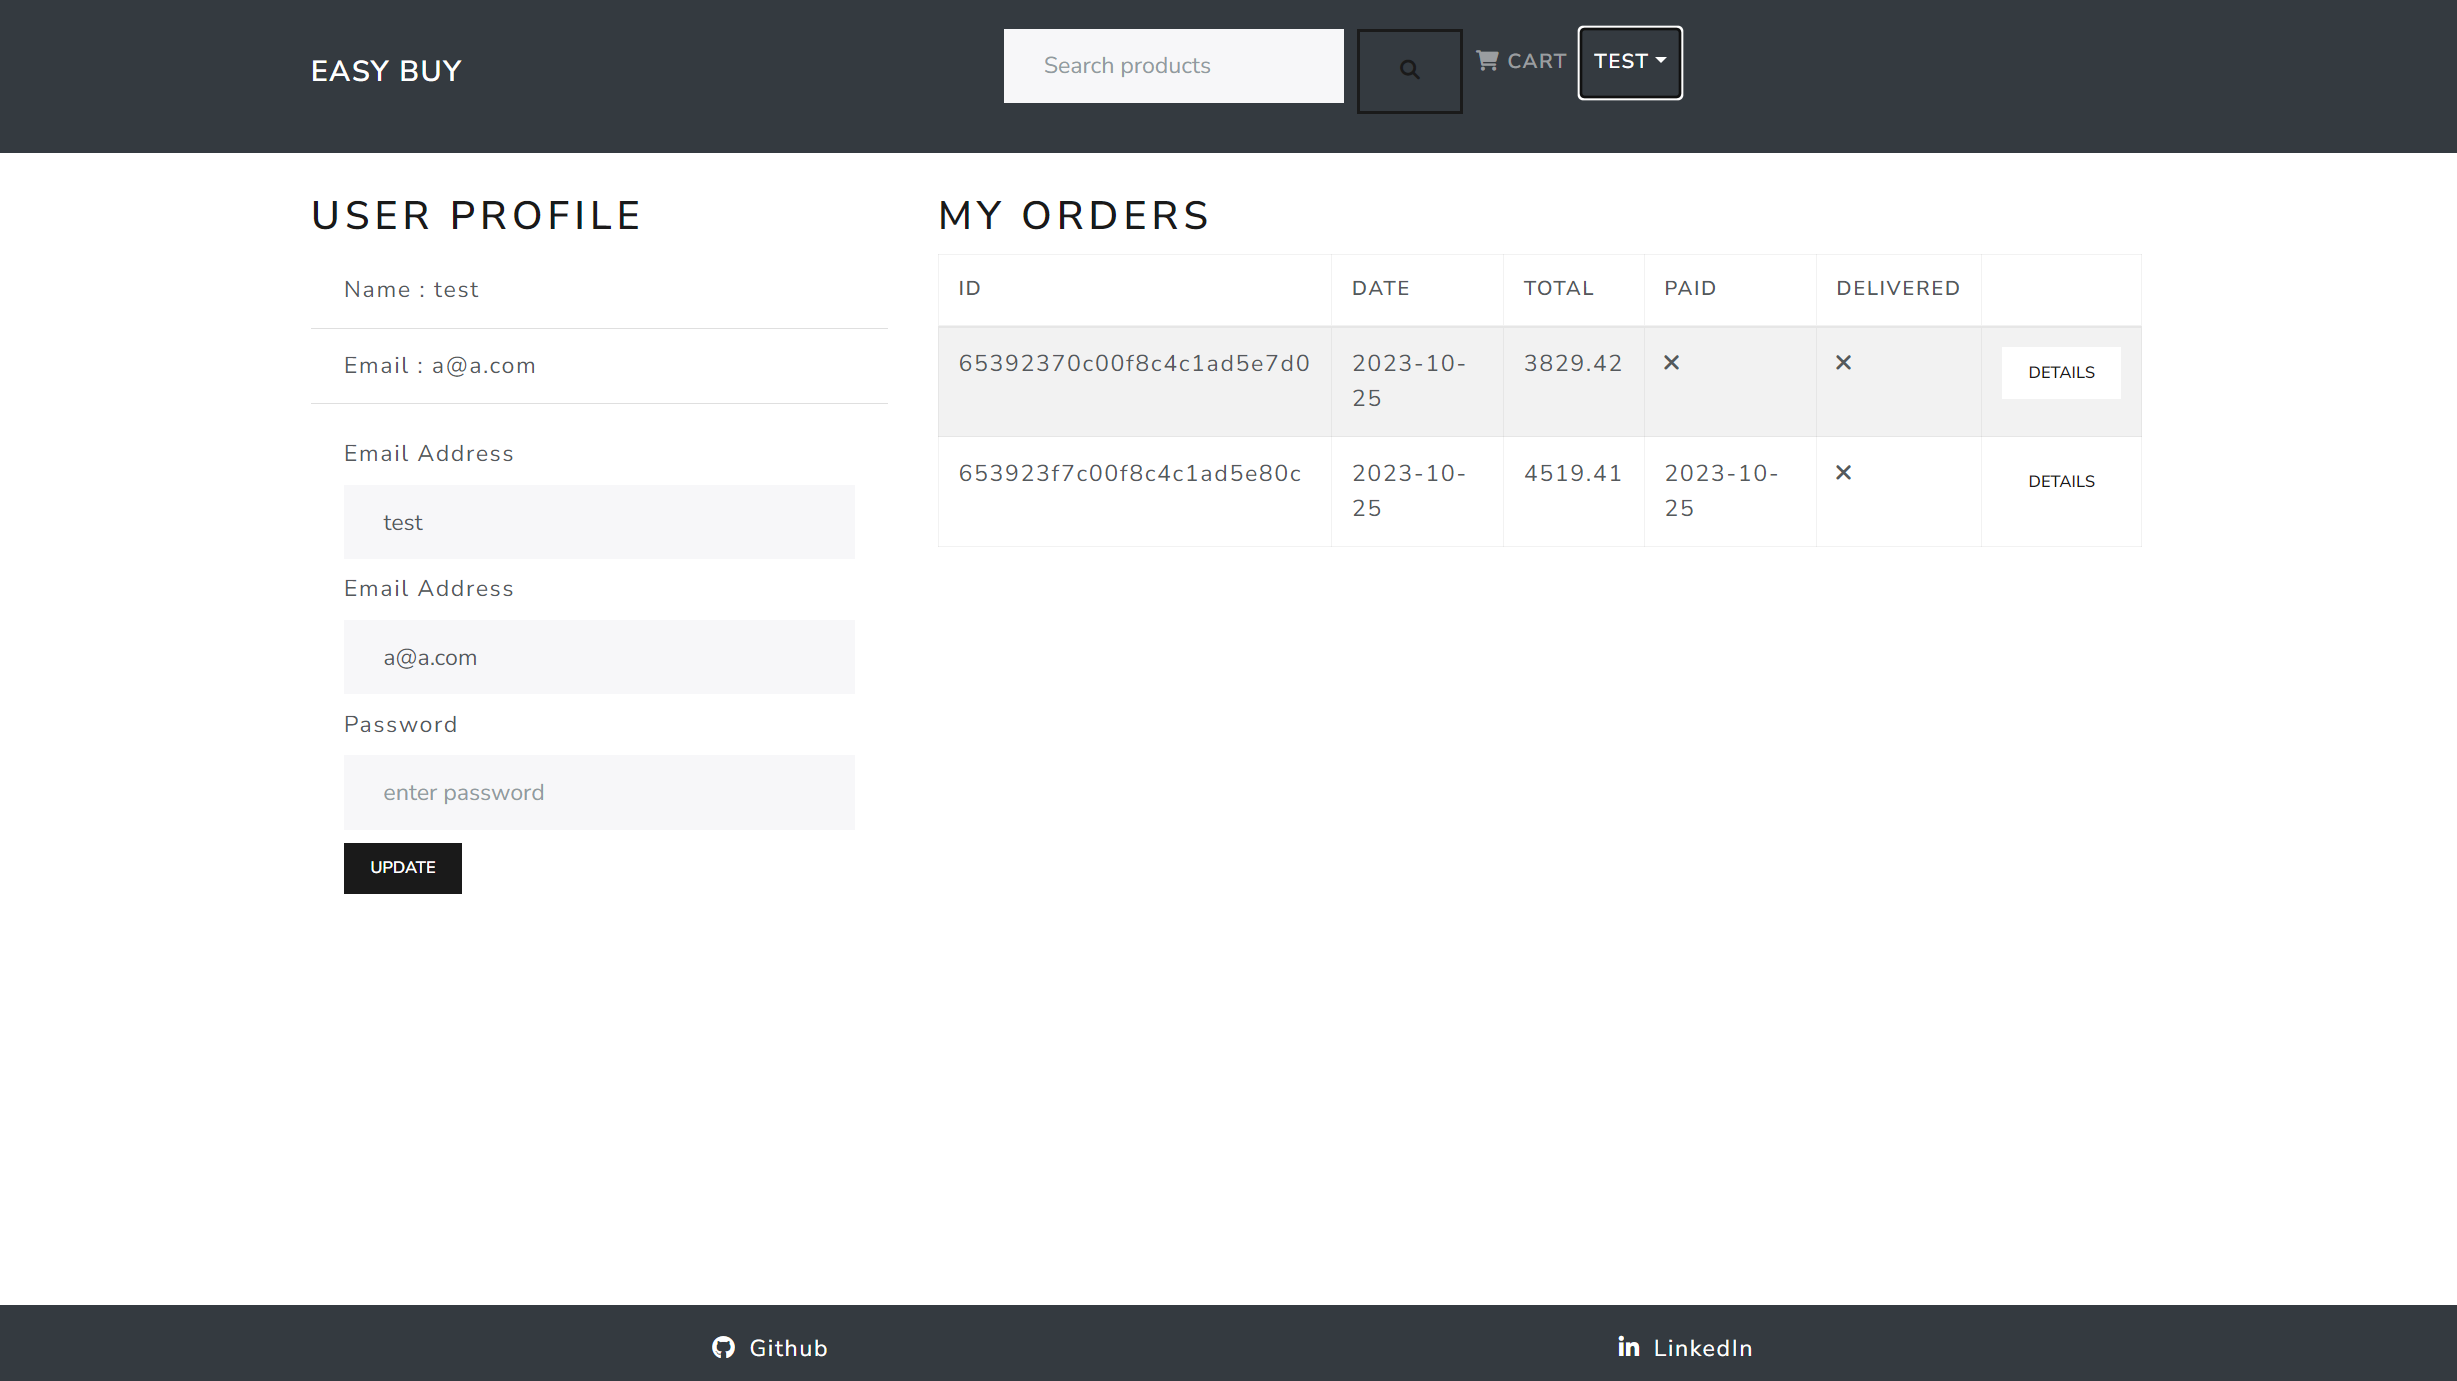 EASY BUY
Search products
CART
TEST
USER PROFILE
Name : test
Email : a@a.com
Email Address
test
Email Address
a@a.com
Password
enter password
UPDATE
MY ORDERS
ID DATE TOTAL PAID DELIVERED
65392370c00f8c4c1ad5e7d0 2023-10-25 3829.42 DETAILS
653923f7c00f8c4c1ad5e80c 2023-10-25 4519.41 2023-10-25 DETAILS
Github
LinkedIn